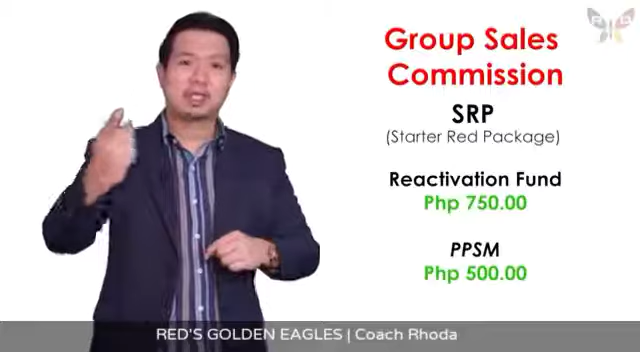 Group Sales
Commission
SRP
(Starter Red Package)
Reactivation Fund
Php 750.00
PPSM
Php 500.00
RED'S GOLDEN EAGLES | Coach Rhoda